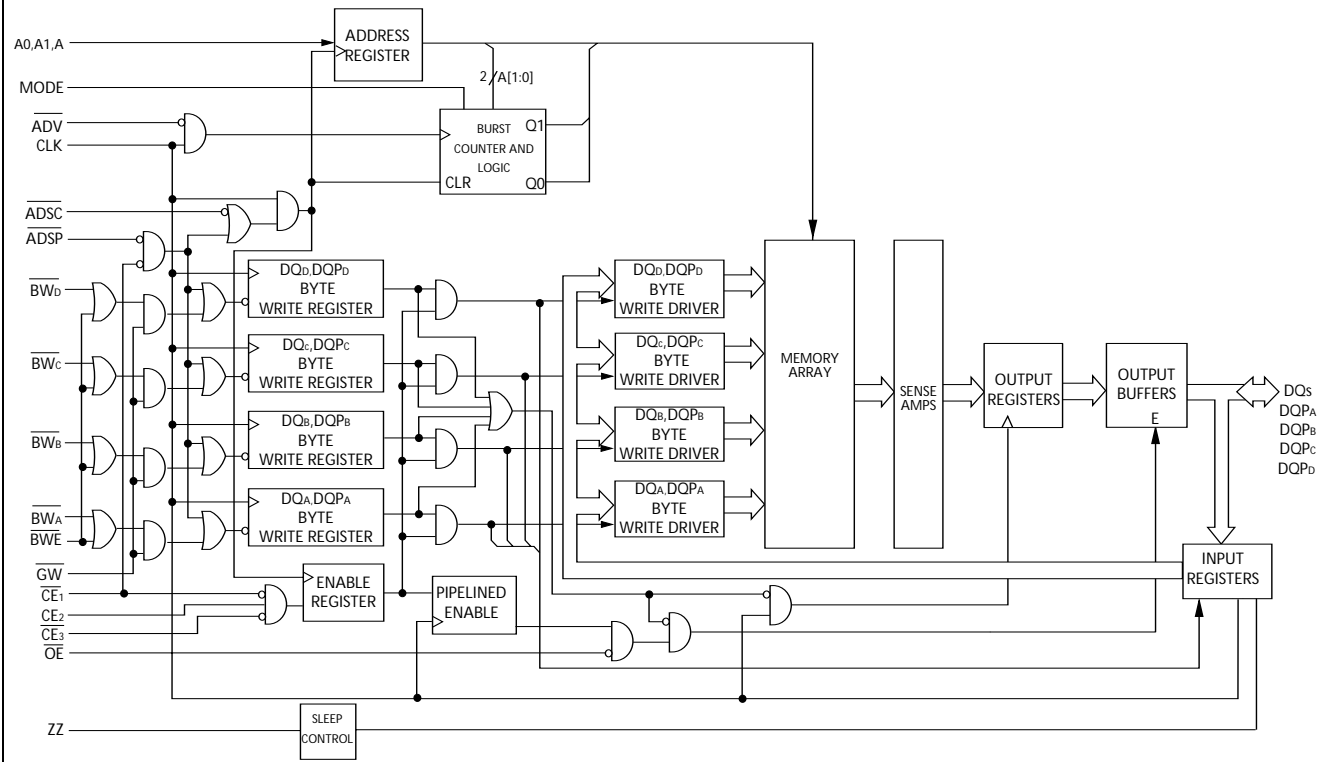 A0,A1,A
ADDRESS
REGISTER
MODE
2 A[1:0]
ADV
CLK
BURST
COUNTER AND
LOGIC
Q1
CLR
Q0
ADSC
ADSP
BWD
DQD,DQPD
BYTE
WRITE REGISTER
DQD,DQPD
BYTE
WRITE DRIVER
BWC
DQc,DQPC
BYTE
WRITE REGISTER
DQc,DQPC
BYTE
WRITE DRIVER
MEMORY
ARRAY
SENSE
AMPS
OUTPUT
REGISTERS
OUTPUT
BUFFERS
E
DQs
DQPA
DQPB
DQPC
DQPD
BWB
DQB,DQPB
BYTE
WRITE REGISTER
DQB,DQPB
BYTE
WRITE DRIVER
BWA
BWE
DQA,DQPA
BYTE
WRITE REGISTER
DQA,DQPA
BYTE
WRITE DRIVER
GW
CE1
CE2
CE3
OE
ENABLE
REGISTER
PIPELINED
ENABLE
INPUT
REGISTERS
ZZ
SLEEP
CONTROL